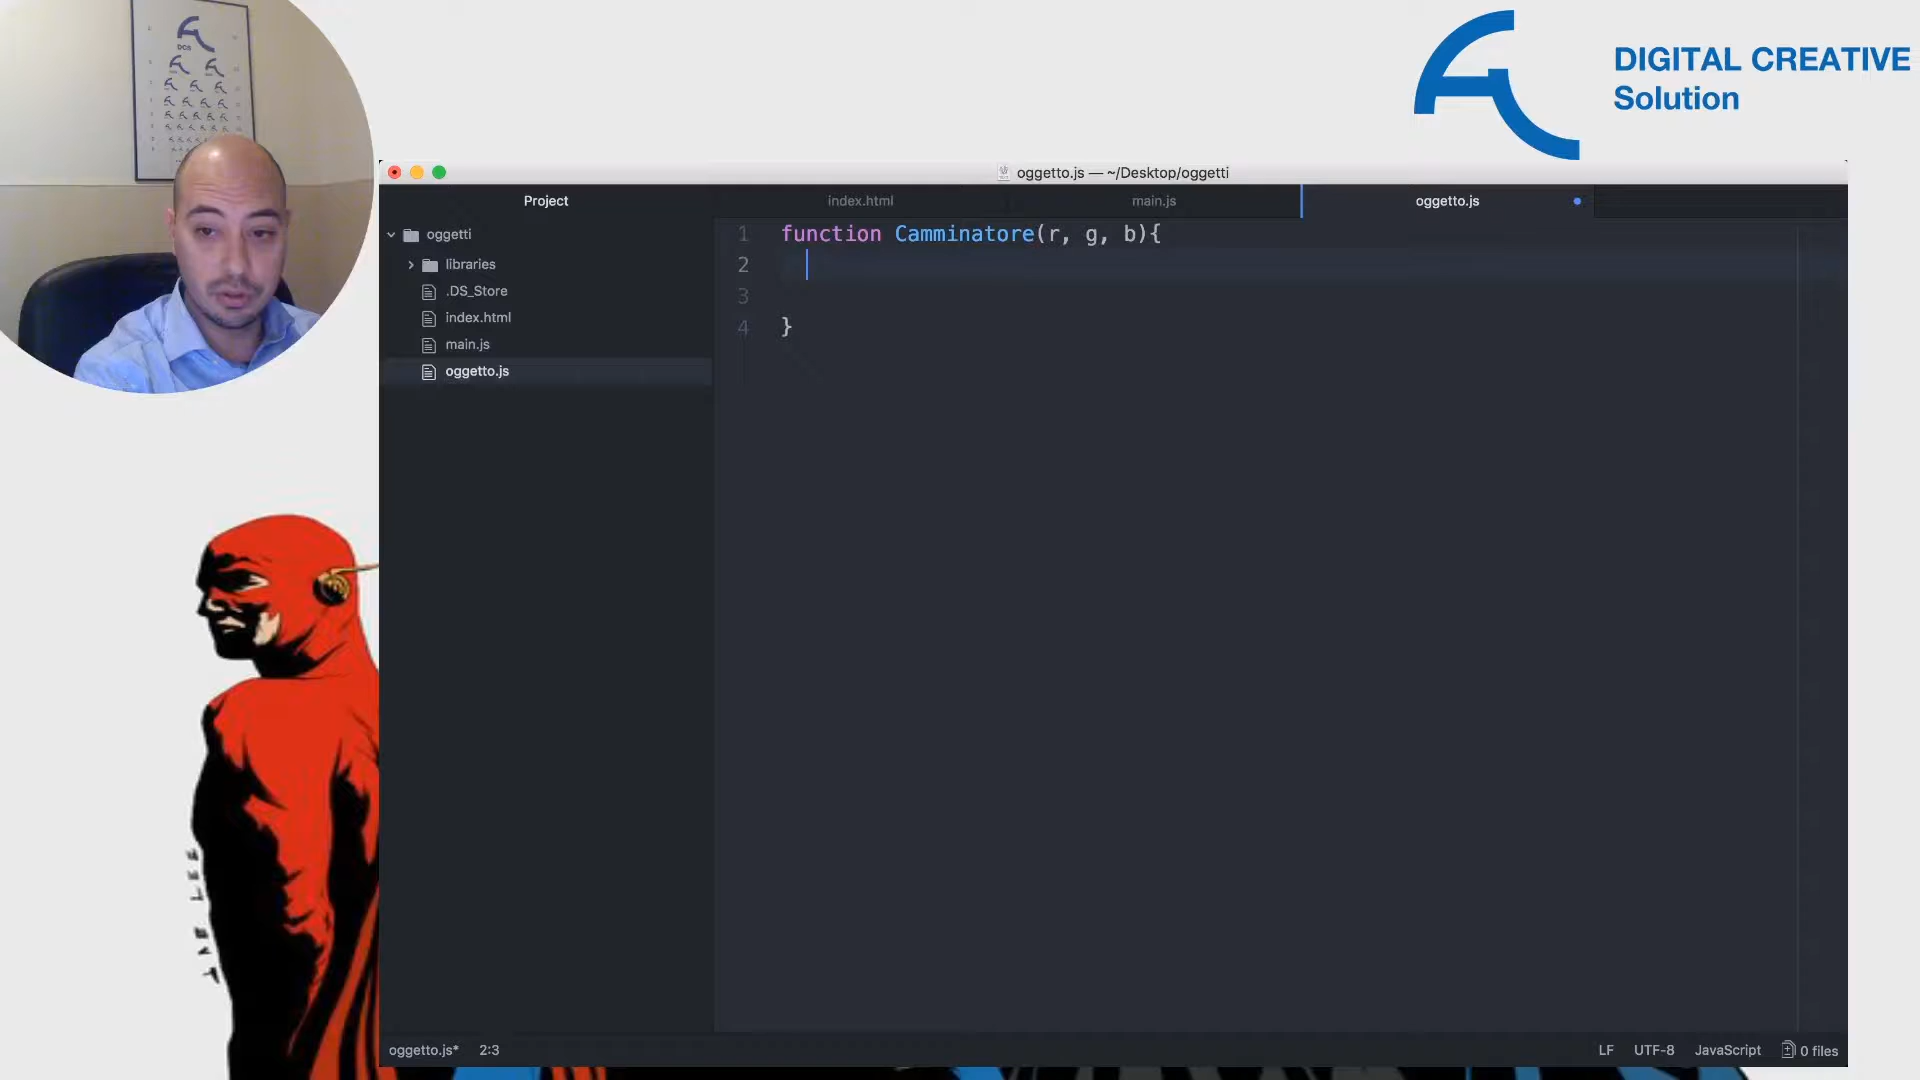 DCS
DIGITAL CREATIVE
Solution
oggetto.js — ~/Desktop/oggetti
Project
index.html
main.js
oggetto.js
oggetti
libraries
.DS_Store
index.html
main.js
oggetto.js
1 function Camminatore(r, g, b){
2
3
4 }
oggetto.js* 2:3
LF UTF-8 JavaScript 0 files